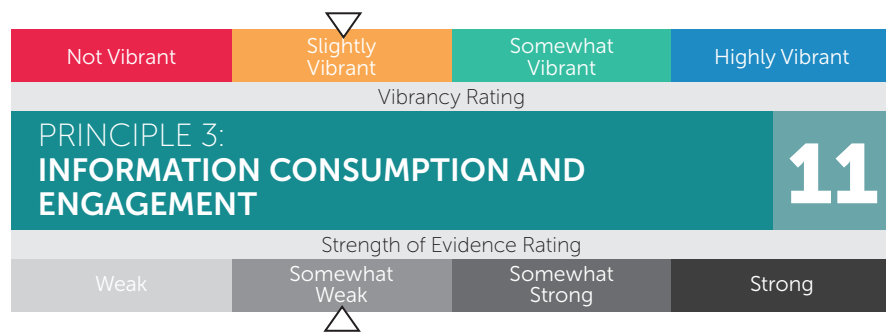 Not Vibrant
Slightly
Vibrant
Somewhat
Vibrant
Highly Vibrant
Vibrancy Rating
PRINCIPLE 3:
INFORMATION CONSUMPTION AND
ENGAGEMENT
11
Strength of Evidence Rating
Weak
Somewhat
Weak
Somewhat
Strong
Strong